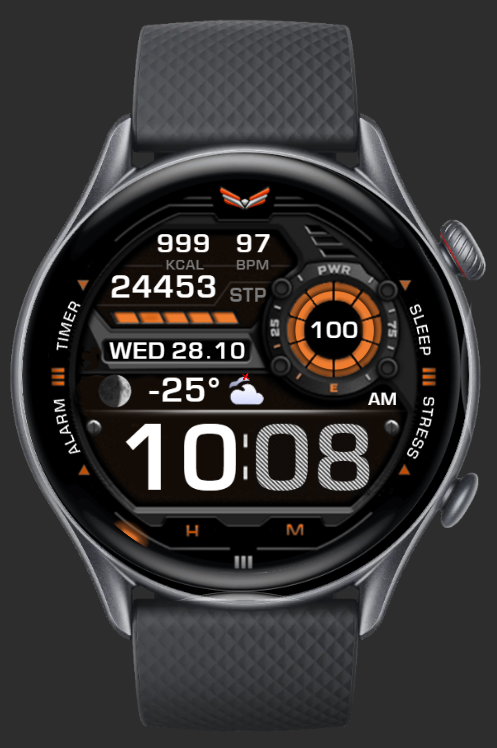 999 97
KCAL BPM
24453 STP
PWR
25 100 75
E
WED 28.10
-25°
AM
10:08
TIMER
ALARM
SLEEP
STRESS
H M